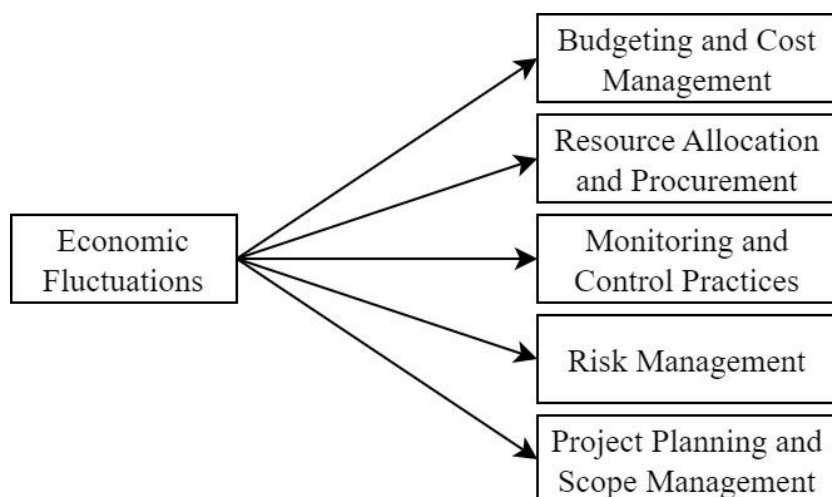 Budgeting and Cost
Management
Resource Allocation
and Procurement
Economic
Fluctuations
Monitoring and
Control Practices
Risk Management
Project Planning and
Scope Management